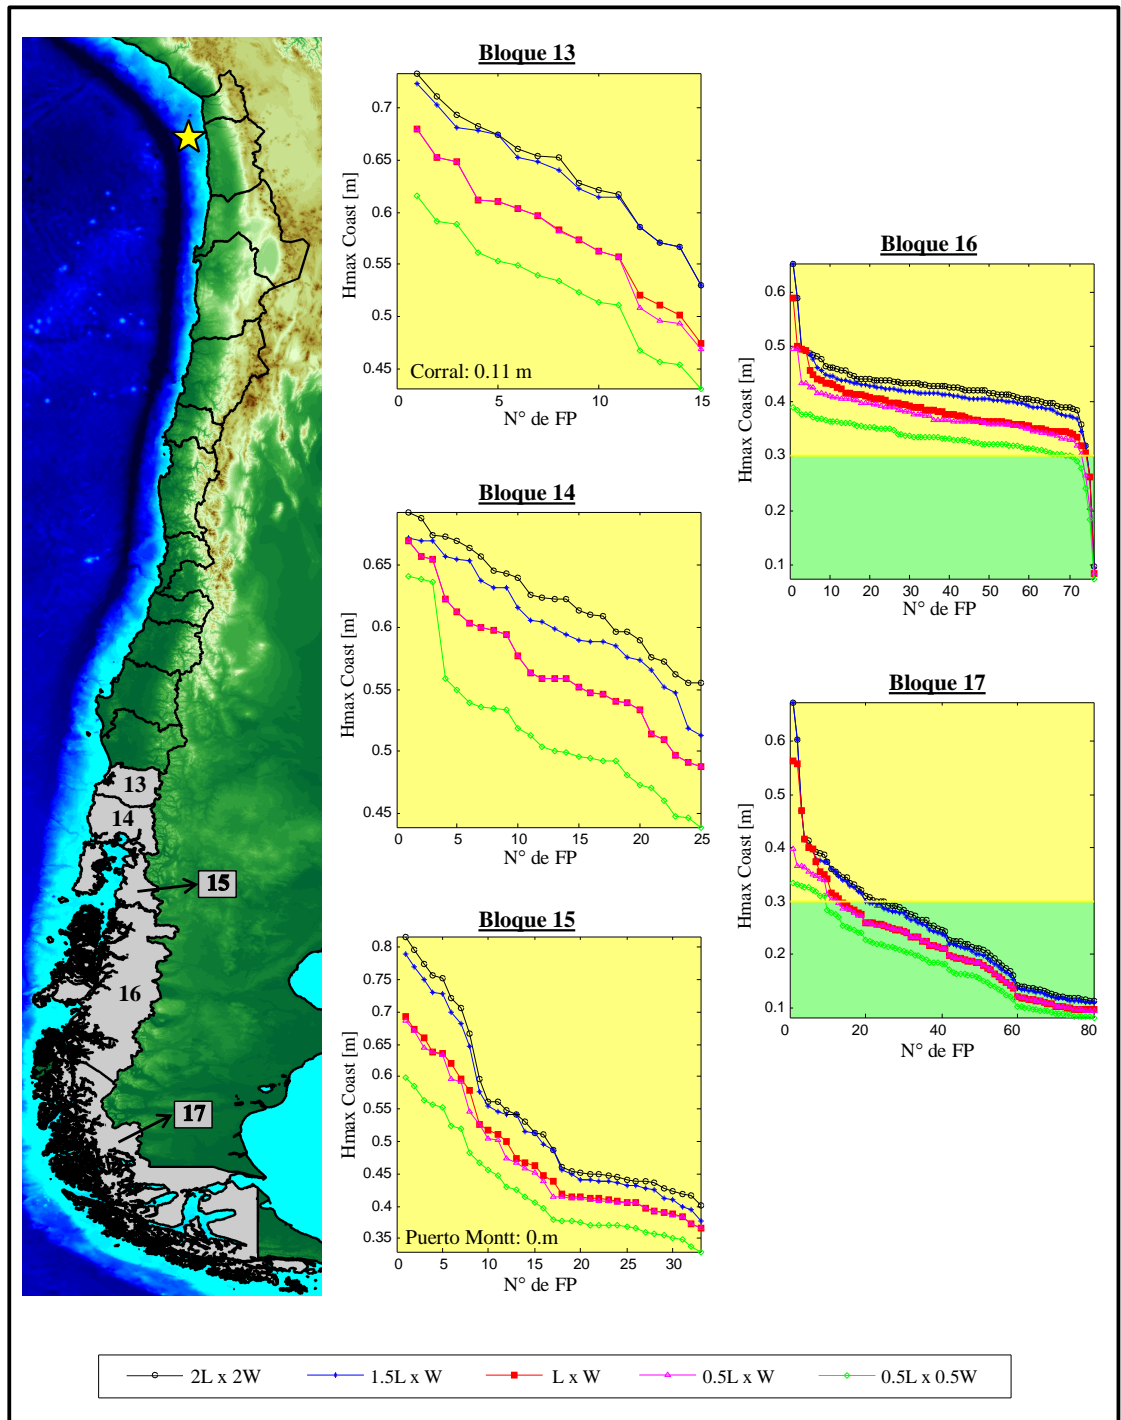 Bloque 13
Hmax Coast [m]
0.7
0.65
0.6
0.55
0.5
0.45
Corral: 0.11 m
0 5 10 15
N° de FP
Bloque 14
Hmax Coast [m]
0.65
0.6
0.55
0.5
0.45
0 5 10 15 20 25
N° de FP
Bloque 15
Hmax Coast [m]
0.8
0.75
0.7
0.65
0.6
0.55
0.5
0.45
0.4
0.35
Puerto Montt: 0.m
0 5 10 15 20 25 30
N° de FP
Bloque 16
Hmax Coast [m]
0.6
0.5
0.4
0.3
0.2
0.1
0 10 20 30 40 50 60 70
N° de FP
Bloque 17
Hmax Coast [m]
0.6
0.5
0.4
0.3
0.2
0.1
0 20 40 60 80
N° de FP
13
14
15
16
17
2L x 2W 1.5L x W L x W 0.5L x W 0.5L x 0.5W